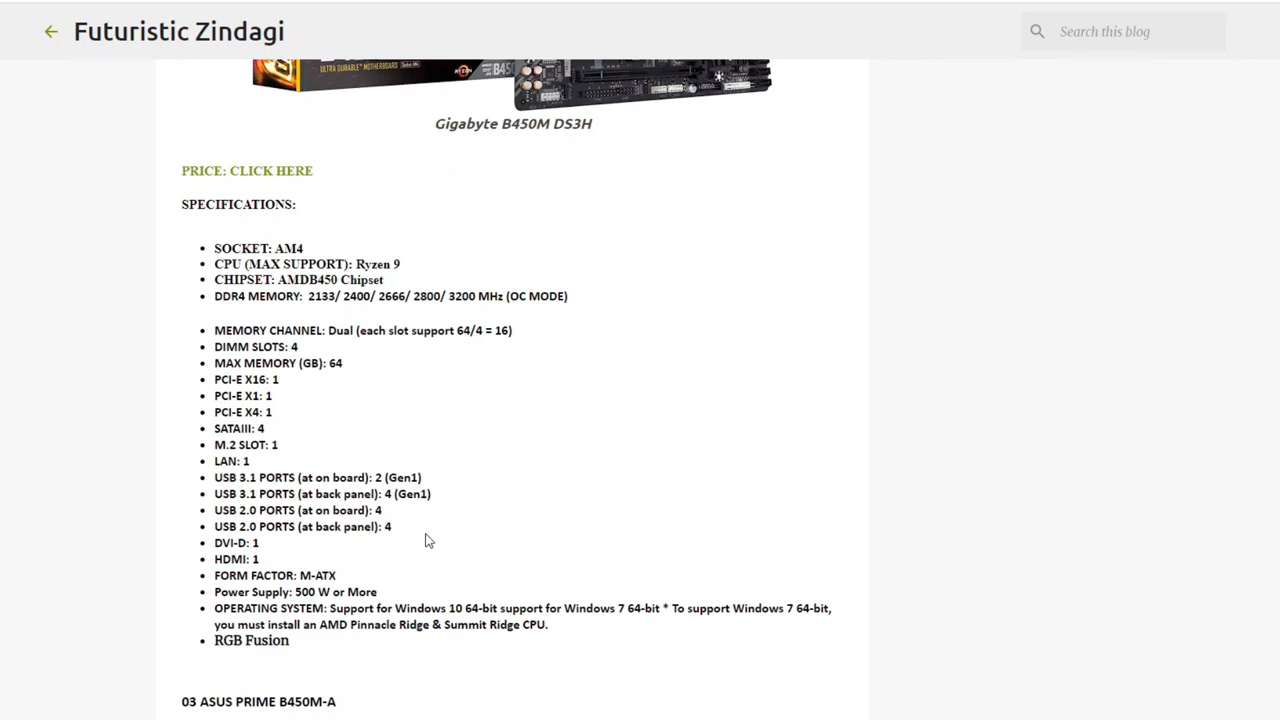 Futuristic Zindagi
Search this blog
ULTRA DURABLE™ MOTHERBOARD
RYZEN
B45
Gigabyte B450M DS3H
PRICE: CLICK HERE
SPECIFICATIONS:
• SOCKET: AM4
• CPU (MAX SUPPORT): Ryzen 9
• CHIPSET: AMDB450 Chipset
• DDR4 MEMORY: 2133/ 2400/ 2666/ 2800/ 3200 MHz (OC MODE)
• MEMORY CHANNEL: Dual (each slot support 64/4 = 16)
• DIMM SLOTS: 4
• MAX MEMORY (GB): 64
• PCI-E X16: 1
• PCI-E X1: 1
• PCI-E X4: 1
• SATAIII: 4
• M.2 SLOT: 1
• LAN: 1
• USB 3.1 PORTS (at on board): 2 (Gen1)
• USB 3.1 PORTS (at back panel): 4 (Gen1)
• USB 2.0 PORTS (at on board): 4
• USB 2.0 PORTS (at back panel): 4
• DVI-D: 1
• HDMI: 1
• FORM FACTOR: M-ATX
• Power Supply: 500 W or More
• OPERATING SYSTEM: Support for Windows 10 64-bit support for Windows 7 64-bit * To support Windows 7 64-bit,
you must install an AMD Pinnacle Ridge & Summit Ridge CPU.
• RGB Fusion
03 ASUS PRIME B450M-A